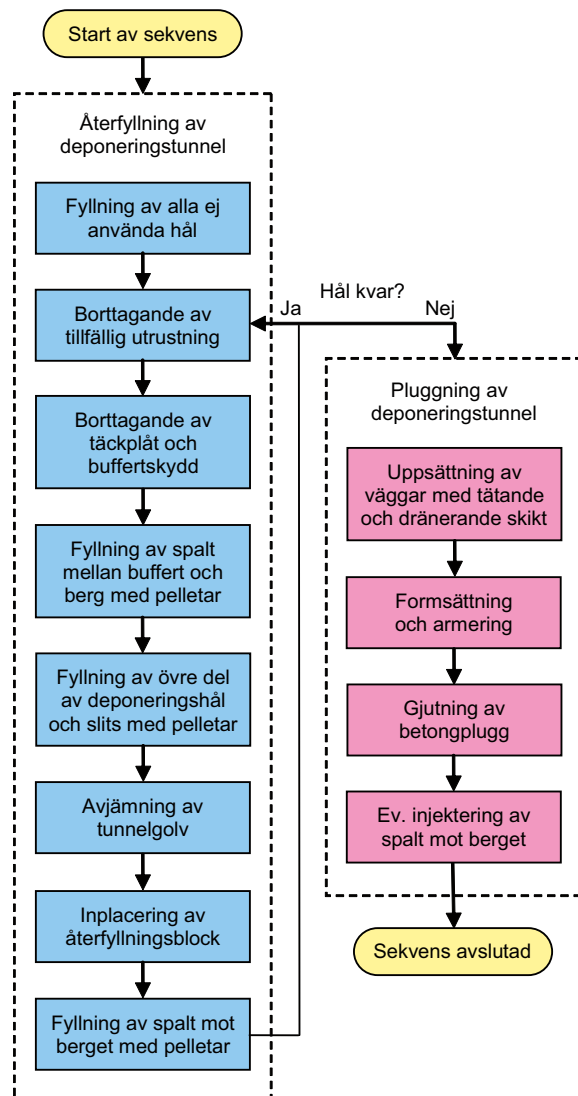 Start av sekvens
Återfyllning av
deponeringstunnel
Fyllning av alla ej
använda hål
Borttagande av
tillfällig utrustning
Borttagande av
täckplåt och
buffertskydd
Fyllning av spalt
mellan buffert och
berg med pelletar
Fyllning av övre del
av deponeringshål
och slits med pelletar
Avjämning av
tunnelgolv
Inplacering av
återfyllningsblock
Fyllning av spalt mot
berget med pelletar
Hål kvar?
Ja
Nej
Pluggning av
deponeringstunnel
Uppsättning av
väggar med tätande
och dränerande skikt
Formsättning
och armering
Gjutning av
betongplugg
Ev. injektering av
spalt mot berget
Sekvens avslutad